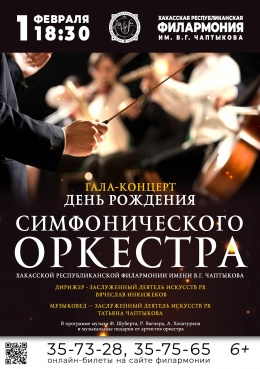 1 ФЕВРАЛЯ
18:30
ХАКАССКАЯ РЕСПУБЛИКАНСКАЯ
ФИЛАРМОНИЯ
ИМ. В.Г. ЧАПТЫКОВА
ГАЛА-КОНЦЕРТ
ДЕНЬ РОЖДЕНИЯ
СИМФОНИЧЕСКОГО
ОРКЕСТРА
ХАКАССКОЙ РЕСПУБЛИКАНСКОЙ ФИЛАРМОНИИ ИМЕНИ В.Г. ЧАПТЫКОВА
ДИРИЖЕР - ЗАСЛУЖЕННЫЙ ДЕЯТЕЛЬ ИСКУССТВ РХ
ВЯЧЕСЛАВ ИНКИЖЕКОВ
МУЗЫКОВЕД — ЗАСЛУЖЕННЫЙ ДЕЯТЕЛЬ ИСКУССТВ РХ
ТАТЬЯНА ЧАПТЫКОВА
В программе музыка Ф. Шуберта, Р. Вагнера, А. Хачатуряна
и музыкальные подарки от артистов оркестра
35-73-28, 35-75-65 6+
онлайн-билеты на сайте филармонии